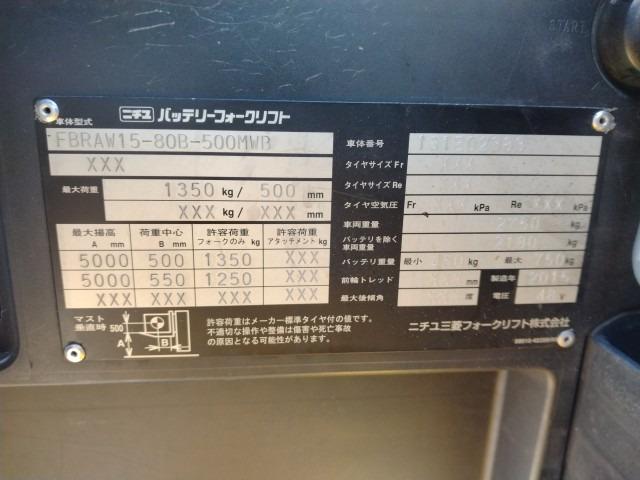 START
ニチユ バッテリーフォークリフト
車体型式
FBRAW15-80B-500MWB
XXX
最大荷重 1350 kg / 500 mm
XXX kg / XXX mm
最大揚高 A mm 荷重中心 B mm 許容荷重 フォークのみ kg 許容荷重 アタッチメント付 kg
5000 500 1350 XXX
5000 550 1250 XXX
XXX XXX XXX XXX
マスト垂直時 500 A B
許容荷重はメーカー標準タイヤ付の値です。
不適切な操作や整備は傷害や死亡事故
の原因となる可能性があります。
車体番号
タイヤサイズ Fr
タイヤサイズ Re
タイヤ空気圧 Fr kPa Re kPa
車両重量 kg
バッテリを除く車両重量 kg
バッテリ重量 最小 kg 最大 kg
前輪トレッド mm 製造年
最大後傾角 度 電圧 V
ニチユ三菱フォークリフト株式会社